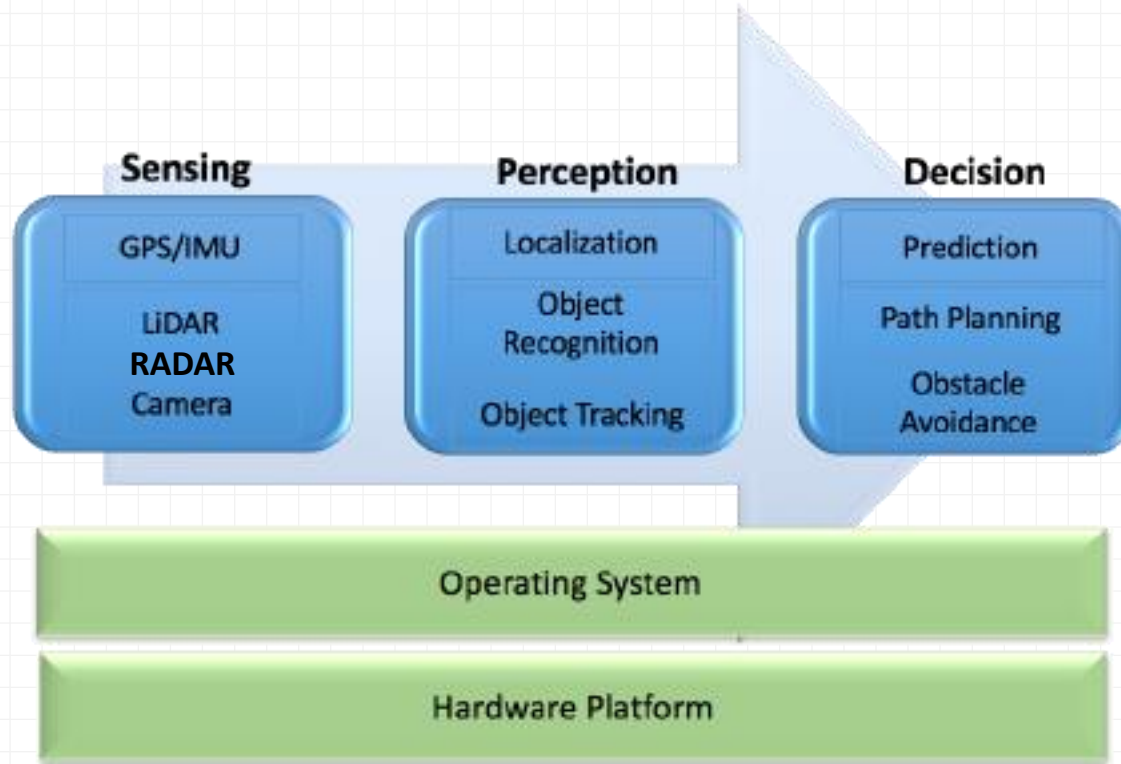 Sensing
GPS/IMU
LiDAR
RADAR
Camera
Perception
Localization
Object
Recognition
Object Tracking
Decision
Prediction
Path Planning
Obstacle
Avoidance
Operating System
Hardware Platform